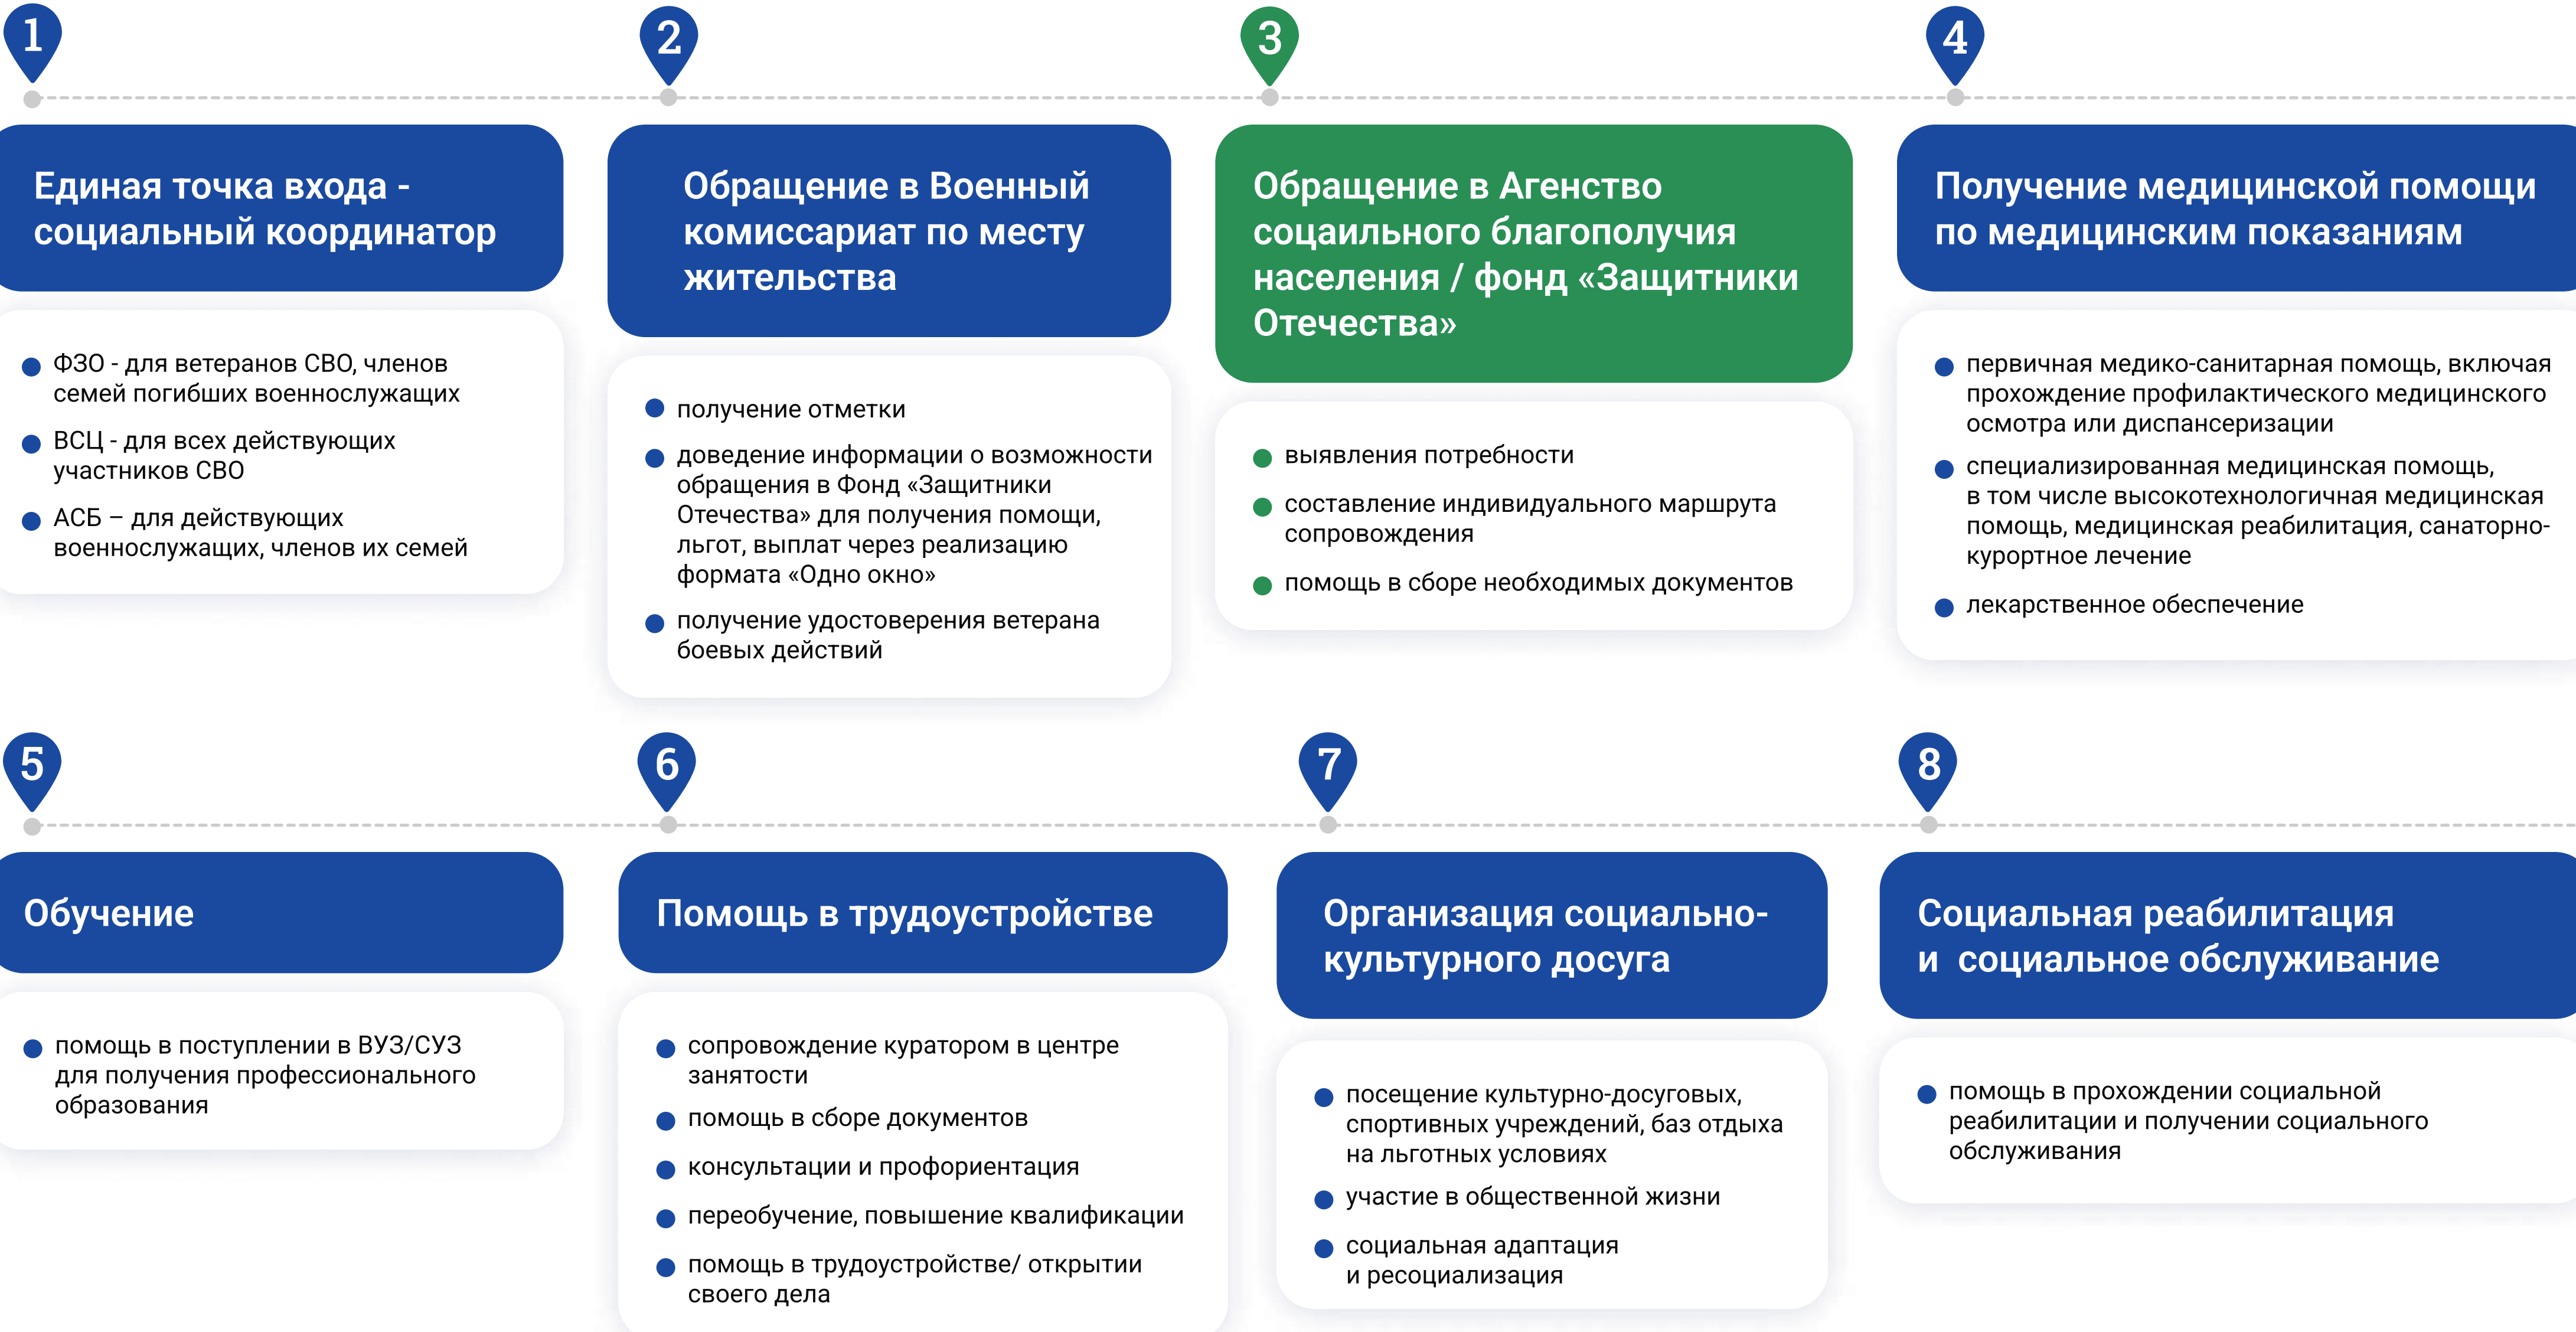 1
Единая точка входа -
социальный координатор
ФЗО - для ветеранов СВО, членов
семей погибших военнослужащих
ВСЦ - для всех действующих
участников СВО
АСБ – для действующих
военнослужащих, членов их семей
2
Обращение в Военный
комиссариат по месту
жительства
получение отметки
доведение информации о возможности
обращения в Фонд «Защитники
Отечества» для получения помощи,
льгот, выплат через реализацию
формата «Одно окно»
получение удостоверения ветерана
боевых действий
3
Обращение в Агенство
соцаильного благополучия
населения / фонд «Защитники
Отечества»
выявления потребности
составление индивидуального маршрута
сопровождения
помощь в сборе необходимых документов
4
Получение медицинской помощи
по медицинским показаниям
первичная медико-санитарная помощь, включая
прохождение профилактического медицинского
осмотра или диспансеризации
специализированная медицинская помощь,
в том числе высокотехнологичная медицинская
помощь, медицинская реабилитация, санаторно-
курортное лечение
лекарственное обеспечение
5
Обучение
помощь в поступлении в ВУЗ/СУЗ
для получения профессионального
образования
6
Помощь в трудоустройстве
сопровождение куратором в центре
занятости
помощь в сборе документов
консультации и профориентация
переобучение, повышение квалификации
помощь в трудоустройстве/ открытии
своего дела
7
Организация социально-
культурного досуга
посещение культурно-досуговых,
спортивных учреждений, баз отдыха
на льготных условиях
участие в общественной жизни
социальная адаптация
и ресоциализация
8
Социальная реабилитация
и социальное обслуживание
помощь в прохождении социальной
реабилитации и получении социального
обслуживания